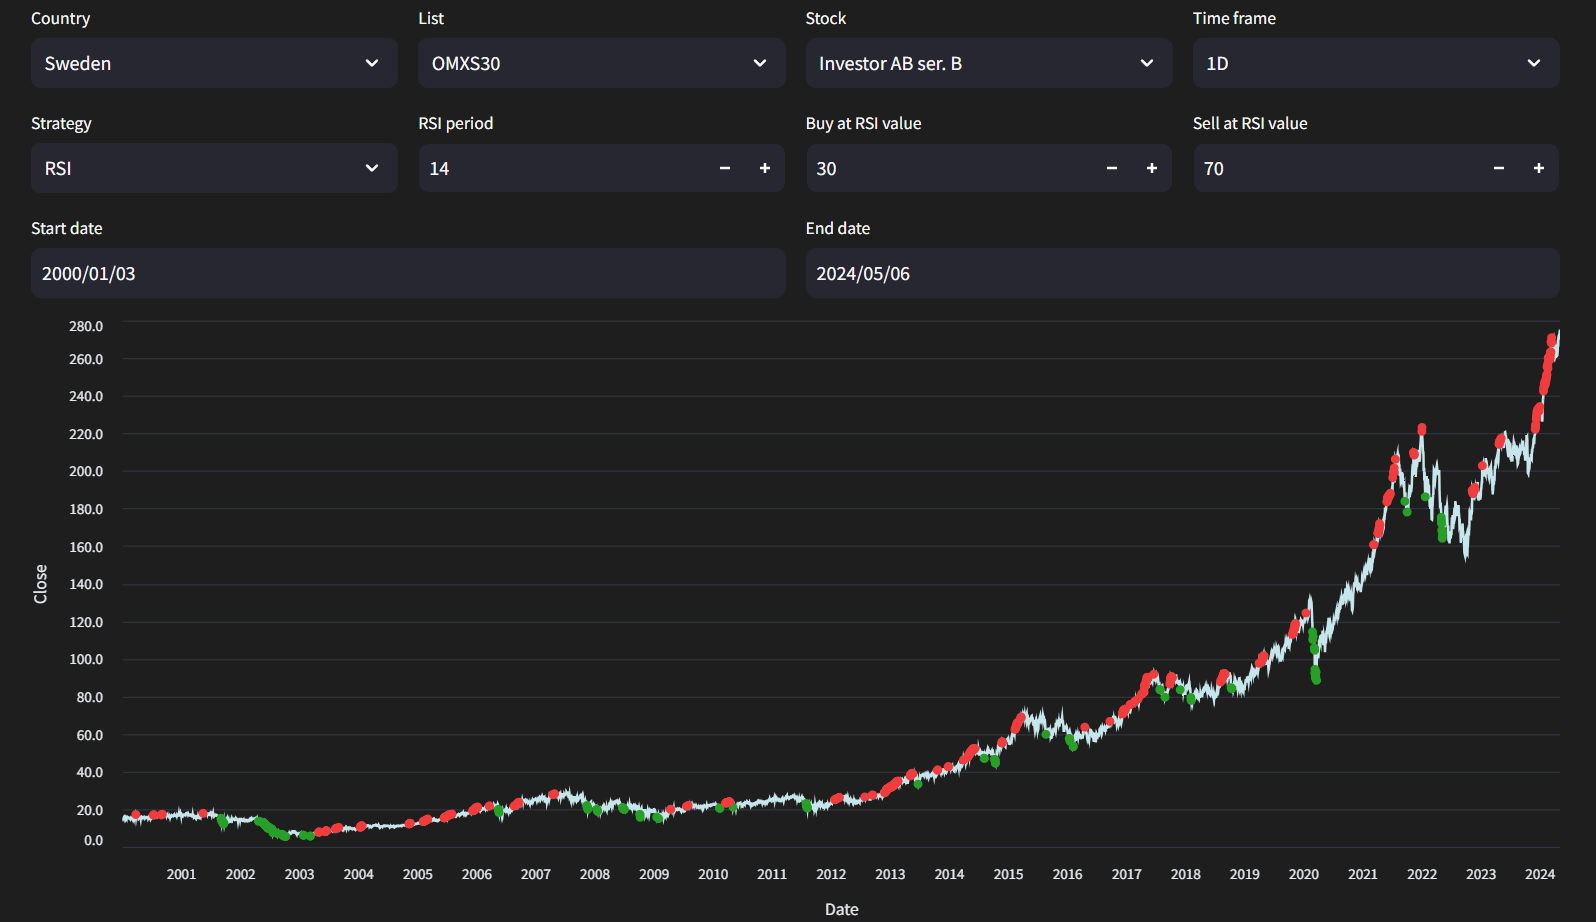 Country
List
Stock
Time frame
Sweden
OMXS30
Investor AB ser. B
1D
Strategy
RSI period
Buy at RSI value
Sell at RSI value
RSI
14
30
70
Start date
End date
2000/01/03
2024/05/06
280.0
260.0
240.0
220.0
200.0
180.0
160.0
140.0
120.0
100.0
80.0
60.0
40.0
20.0
0.0
Close
2001 2002 2003 2004 2005 2006 2007 2008 2009 2010 2011 2012 2013 2014 2015 2016 2017 2018 2019 2020 2021 2022 2023 2024
Date